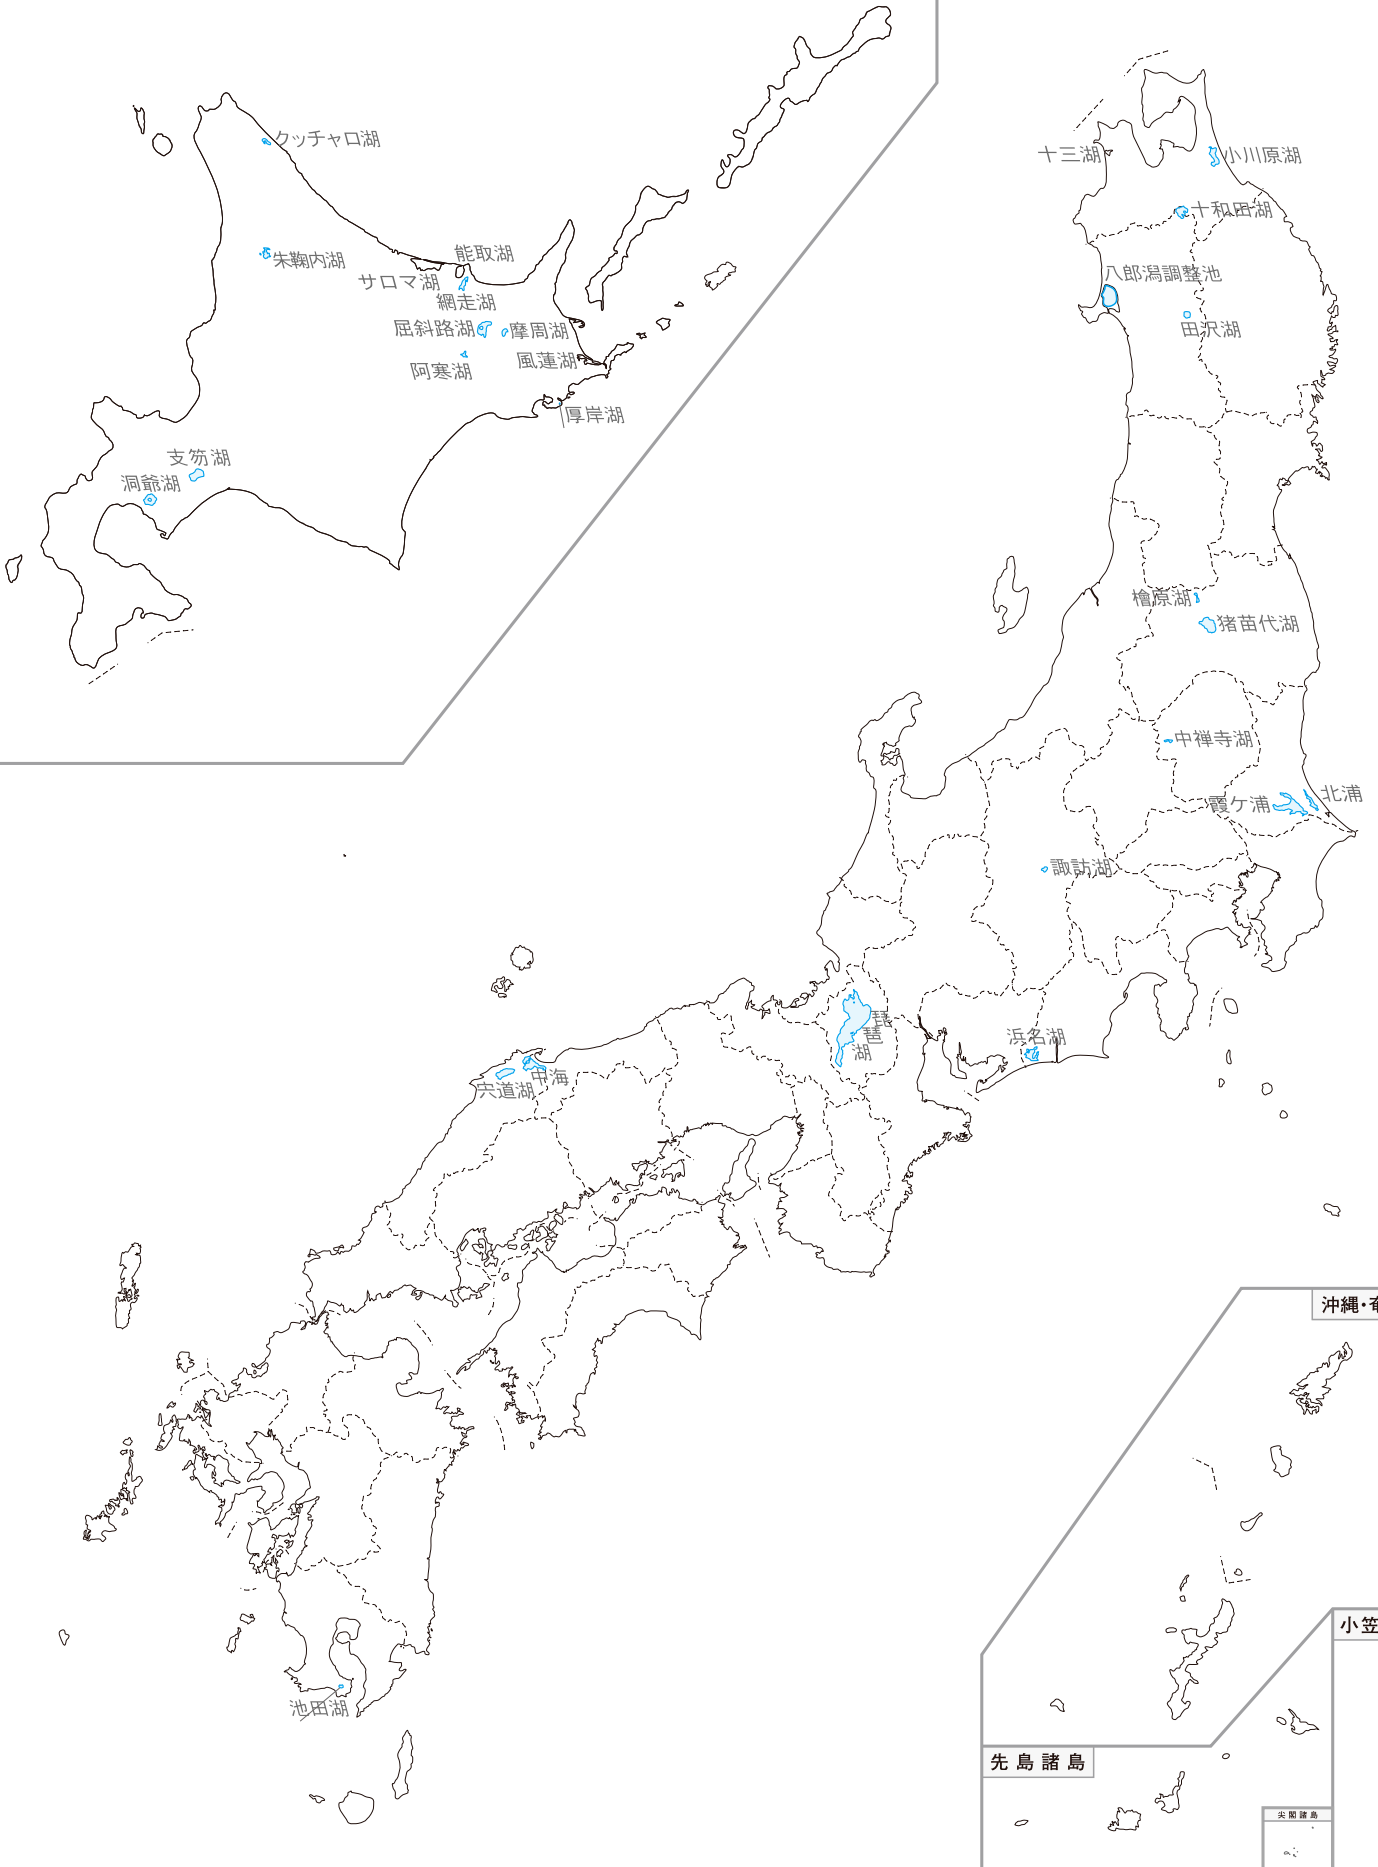 クッチャロ湖
朱鞠内湖
能取湖
サロマ湖
網走湖
屈斜路湖
摩周湖
阿寒湖
風蓮湖
厚岸湖
支笏湖
洞爺湖
十三湖
小川原湖
十和田湖
八郎潟調整池
田沢湖
檜原湖
猪苗代湖
中禅寺湖
霞ケ浦
北浦
諏訪湖
琵
琶
湖
浜名湖
中海
宍道湖
池田湖
沖縄・奄
小笠
先島諸島
尖閣諸島